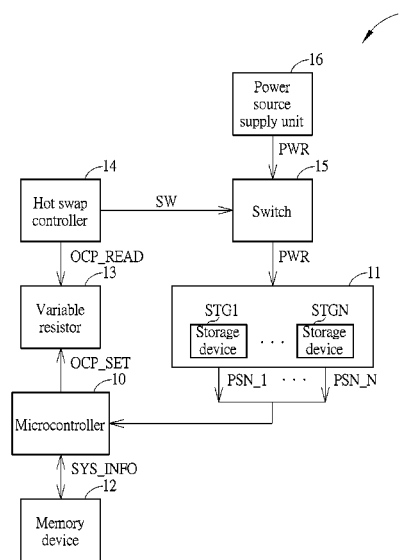 16
Power
source
supply unit
PWR
14
15
Hot swap
controller
SW
Switch
OCP_READ
PWR
13
11
Variable
resistor
STG1
STGN
Storage
device
. . .
Storage
device
OCP_SET
10
PSN_1
. . .
PSN_N
Microcontroller
SYS_INFO
12
Memory
device